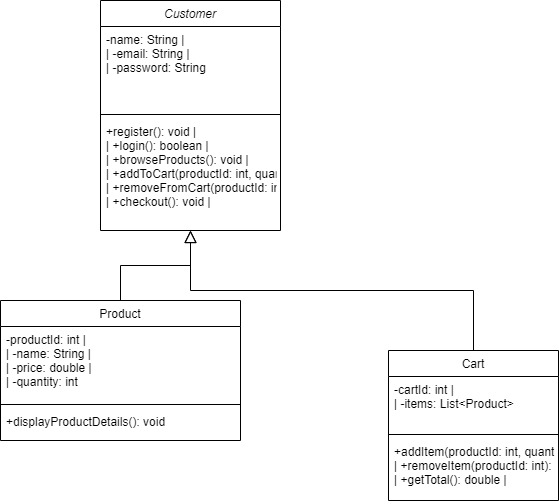 Customer
-name: String |
| -email: String |
| -password: String
+register(): void |
| +login(): boolean |
| +browseProducts(): void |
| +addToCart(productId: int, quan
| +removeFromCart(productId: in
| +checkout(): void |
Product
-productId: int |
| -name: String |
| -price: double |
| -quantity: int
+displayProductDetails(): void
Cart
-cartId: int |
| -items: List<Product>
+addItem(productId: int, quant
| +removeItem(productId: int):
| +getTotal(): double |